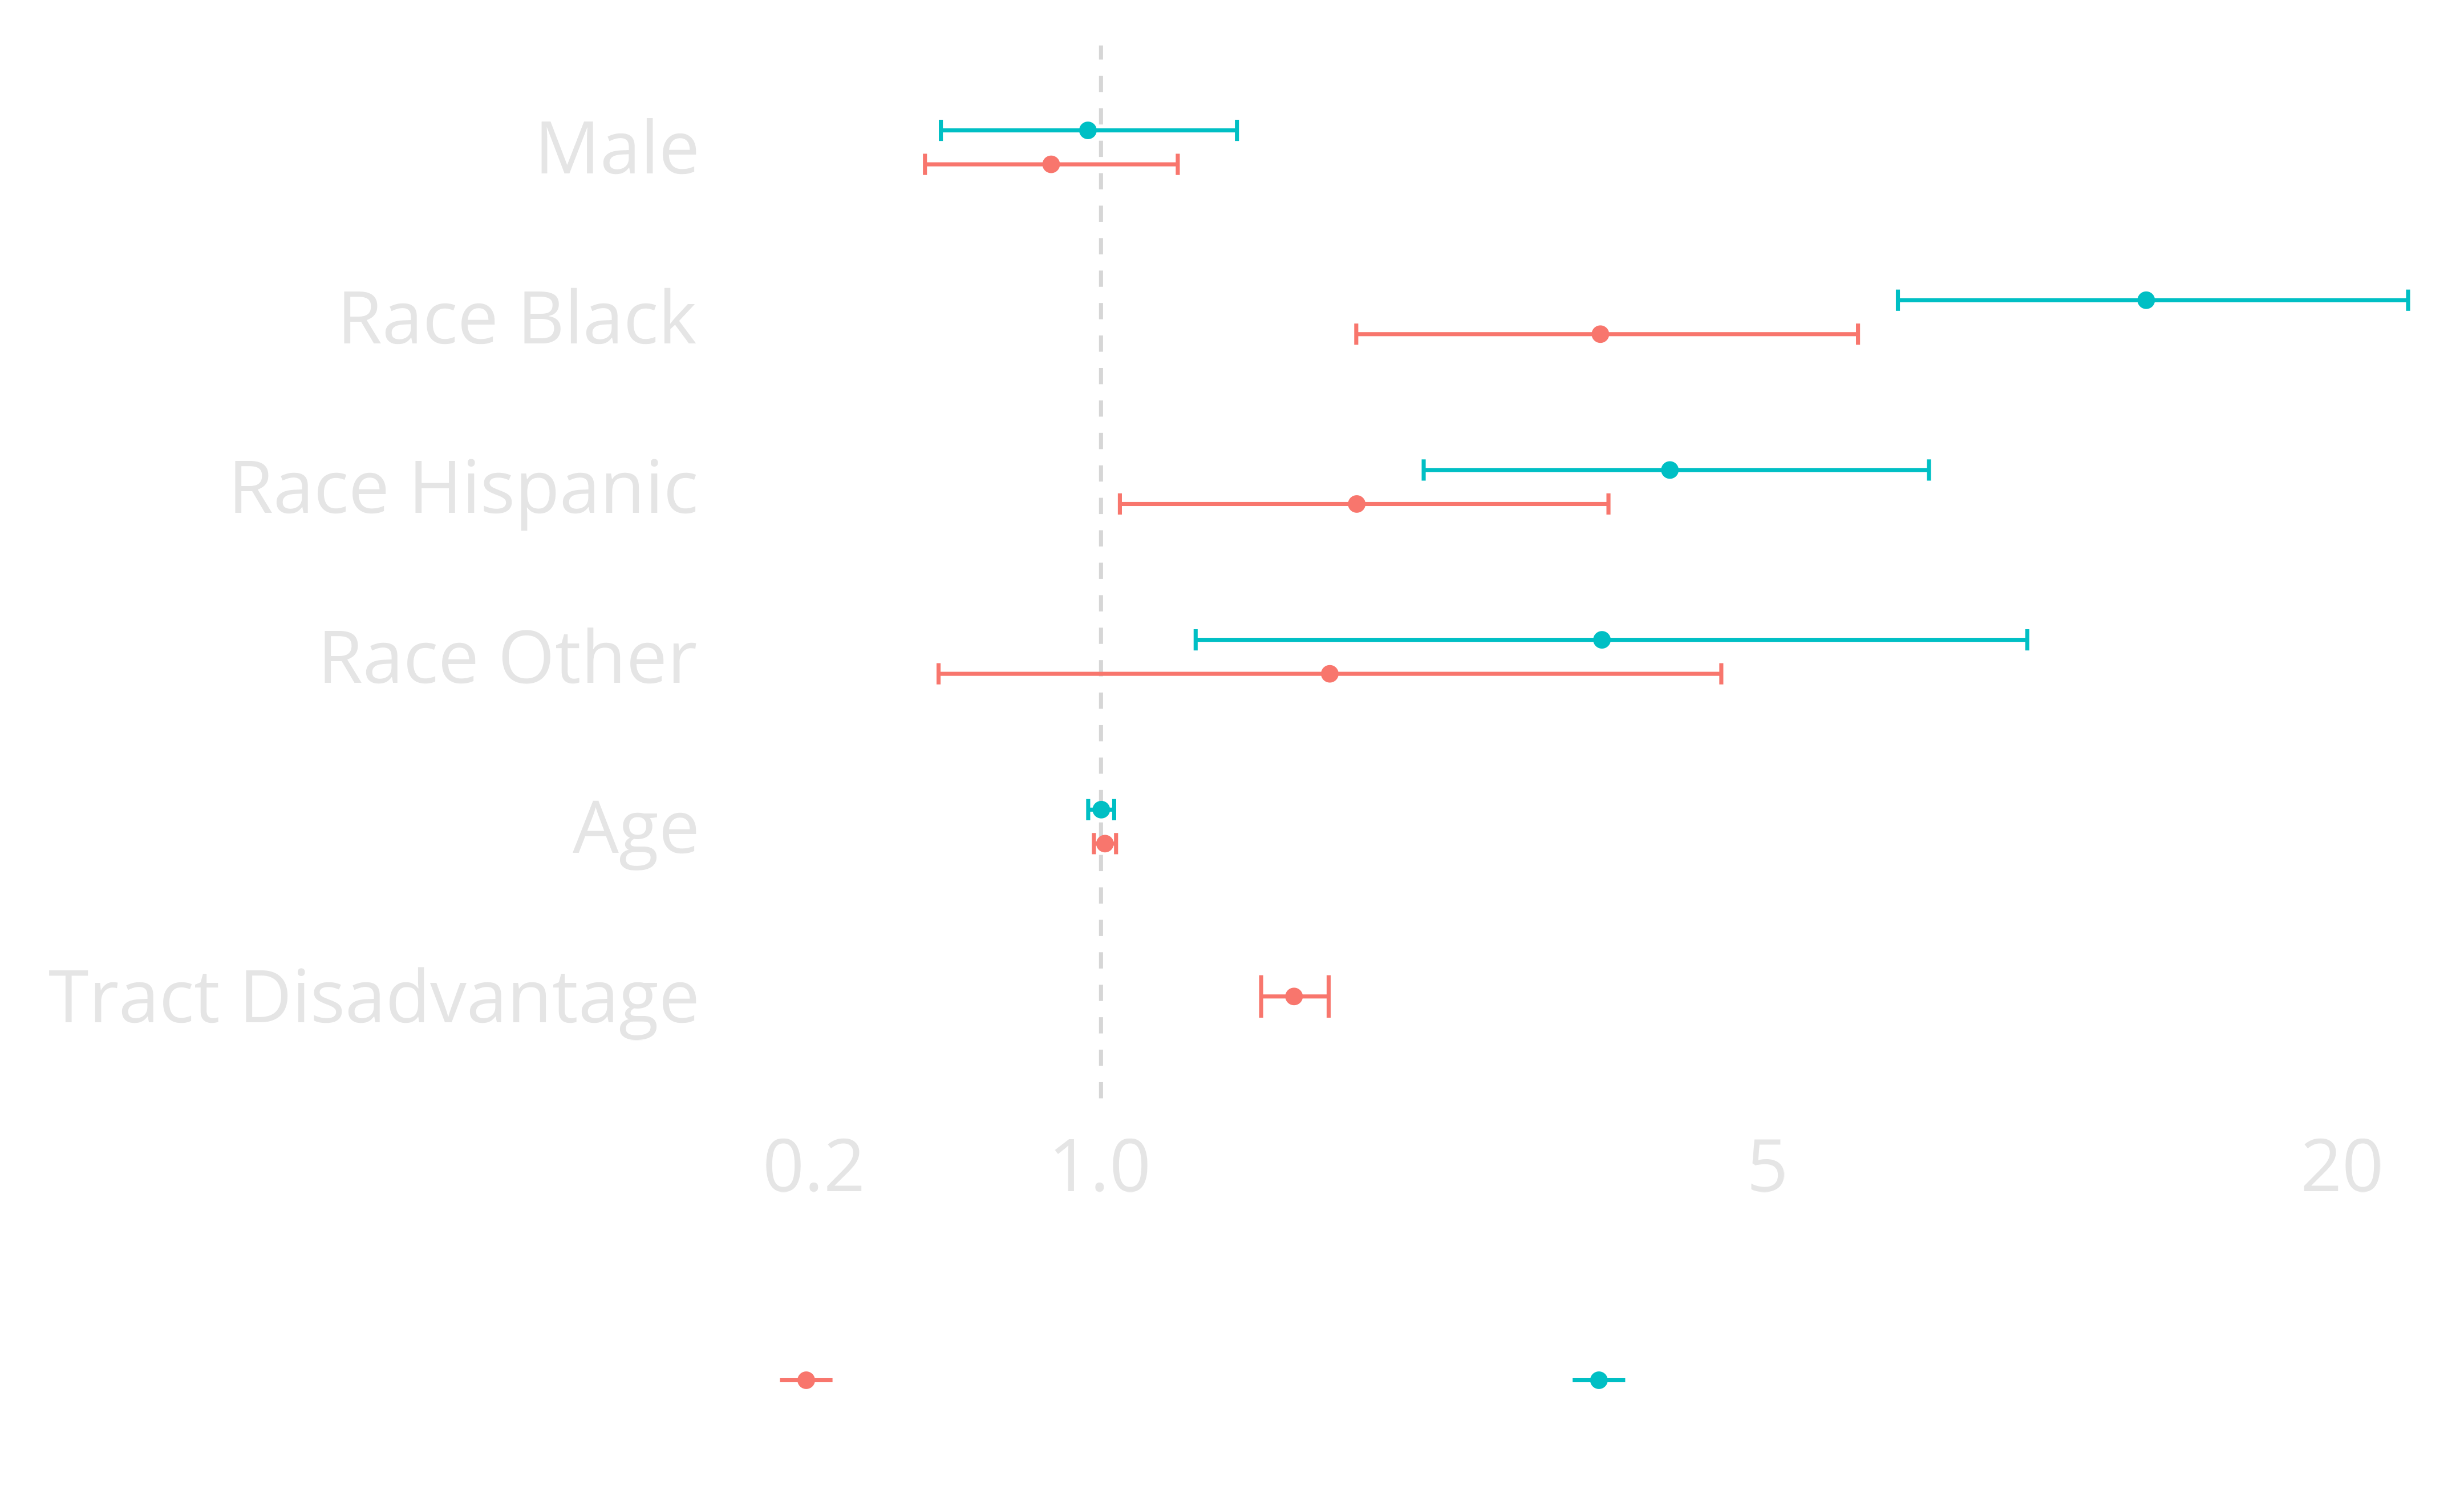 Male
Race Black
Race Hispanic
Race Other
Age
Tract Disadvantage
0.2 1.0 5 20